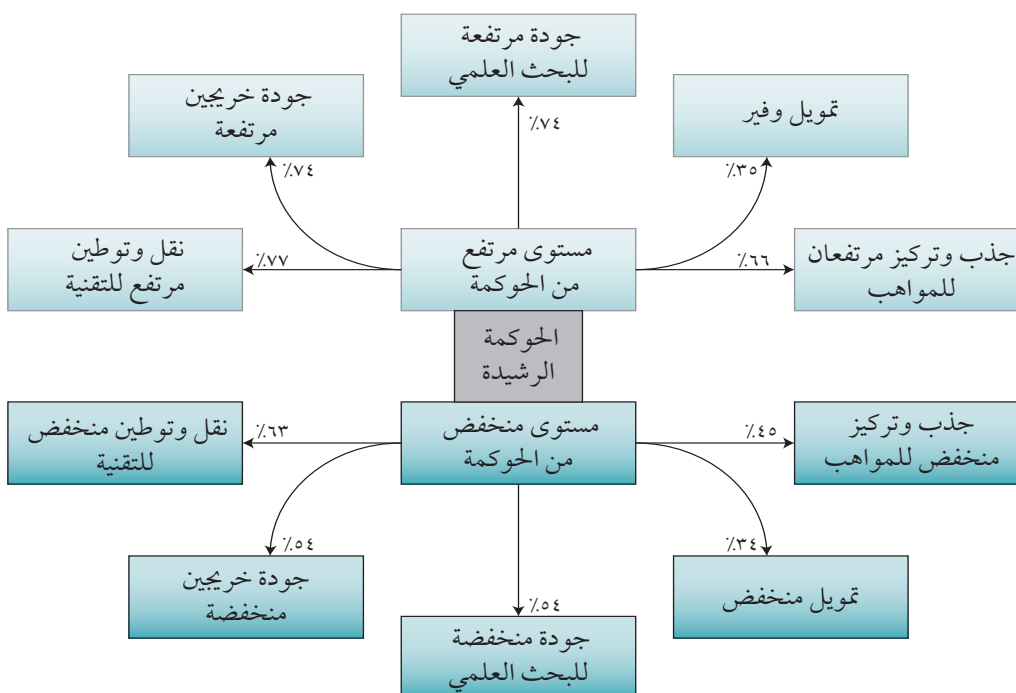 جودة مرتفعة
للبحث العلمي
تمويل وفير
جودة خريجين
مرتفعة
٪٧٤
٪٣٥
٪٧٤
جذب وتركيز مرتفعان
للمواهب
٪٦٦
مستوى مرتفع
من الحوكمة
٪٧٧
نقل وتوطين
مرتفع للتقنية
الحوكمة
الرشيدة
جذب وتركيز
منخفض للمواهب
٪٤٥
مستوى منخفض
من الحوكمة
٪٦٣
نقل وتوطين منخفض
للتقنية
٪٣٤
٪٥٤
٪٥٤
تمويل منخفض
جودة خريجين
منخفضة
جودة منخفضة
للبحث العلمي